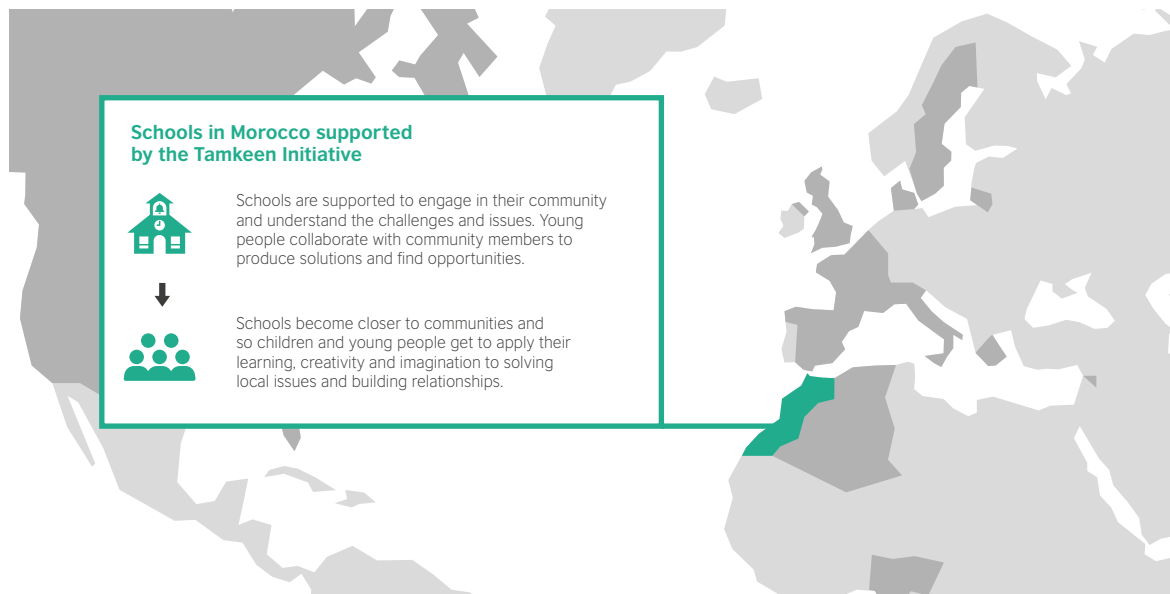 Schools in Morocco supported
by the Tamkeen Initiative
Schools are supported to engage in their community
and understand the challenges and issues. Young
people collaborate with community members to
produce solutions and find opportunities.
Schools become closer to communities and
so children and young people get to apply their
learning, creativity and imagination to solving
local issues and building relationships.